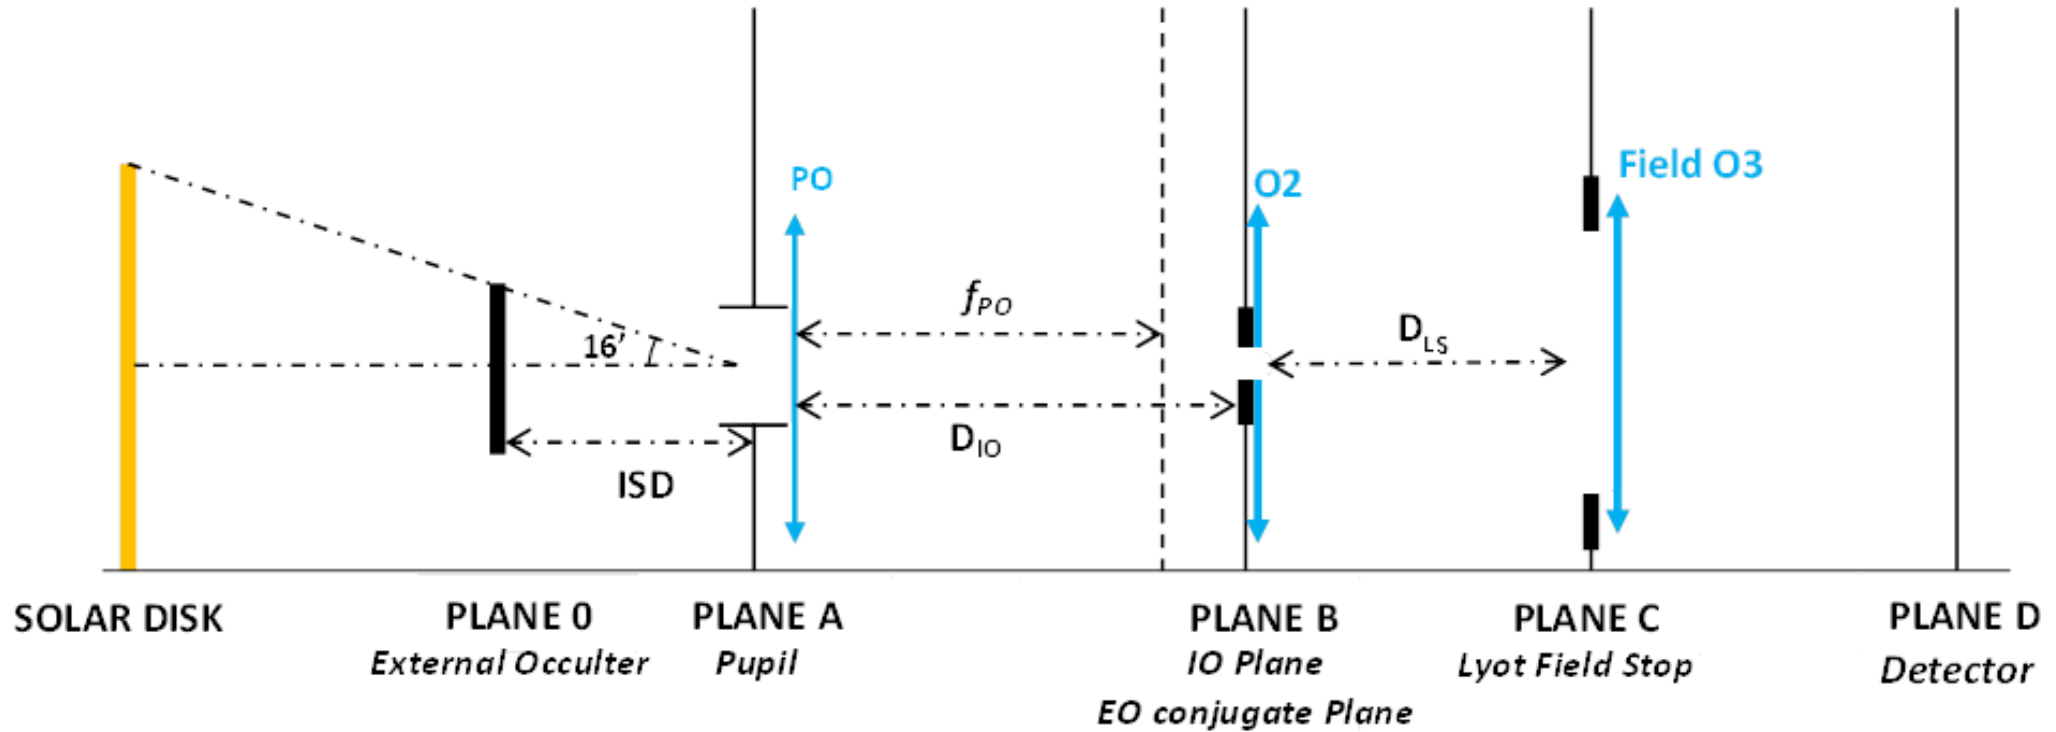 PO
O2
Field O3
f_PO
16′
D_LS
D_IO
ISD
SOLAR DISK
PLANE 0
External Occulter
PLANE A
Pupil
PLANE B
IO Plane
EO conjugate Plane
PLANE C
Lyot Field Stop
PLANE D
Detector